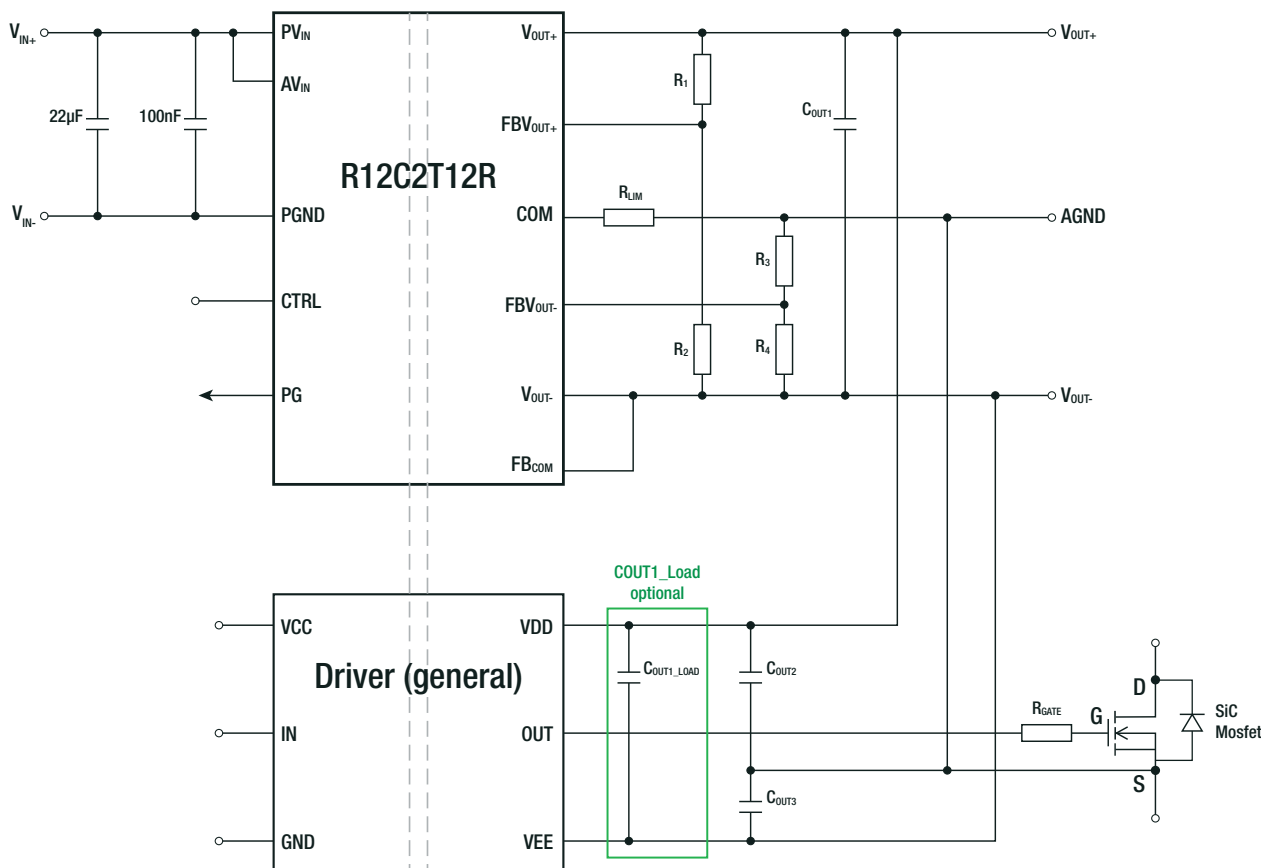 VIN+
PVIN
VOUT+
VOUT+
R1
AVIN
22µF
100nF
COUT1
FBVOUT+
R12C2T12R
RLIM
VIN-
PGND
COM
AGND
R3
CTRL
FBVOUT-
R2
R4
PG
VOUT-
VOUT-
FBCOM
COUT1_Load
optional
VCC
VDD
Driver (general)
COUT1_LOAD
COUT2
D
RGATE
G
SiC
Mosfet
IN
OUT
S
COUT3
GND
VEE